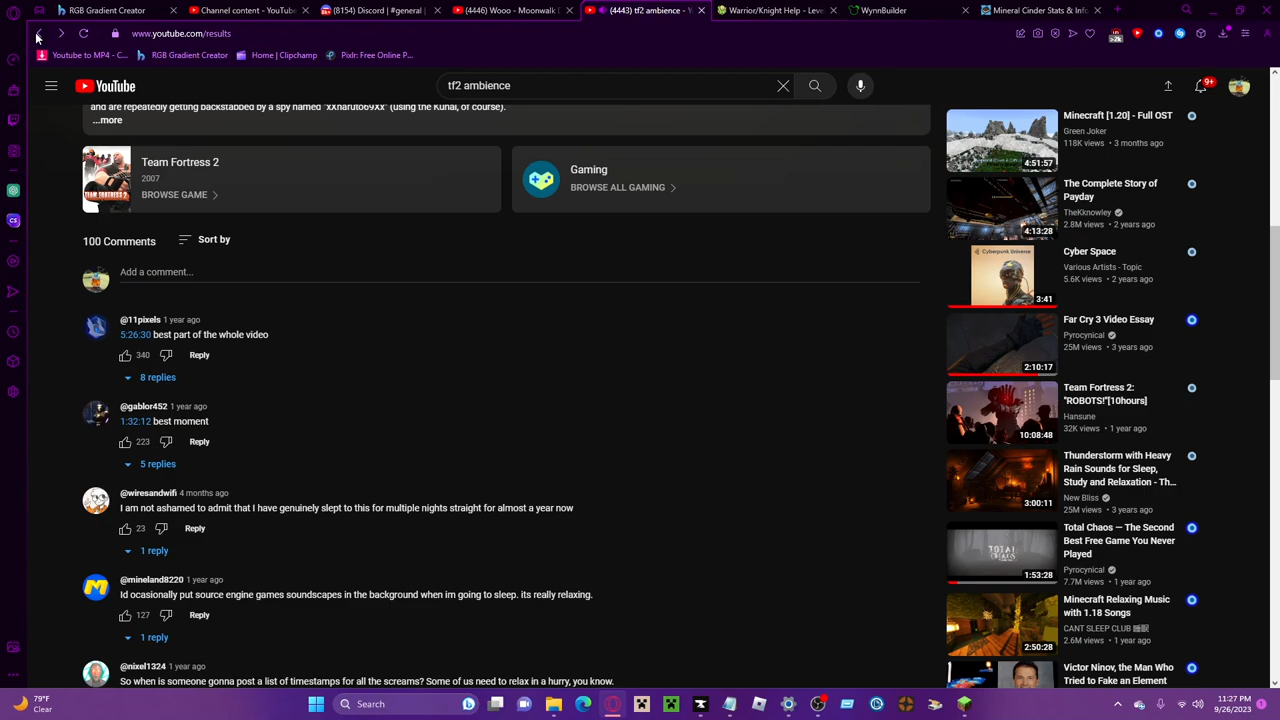 RGB Gradient Creator
Channel content - YouTu
(8154) Discord | #general |
(4446) Wooo - Moonwalk
(4443) tf2 ambience - Y
Warrior/Knight Help - Leve
WynnBuilder
Mineral Cinder Stats & Info
www.youtube.com/results
>2k
Youtube to MP4 - C...
RGB Gradient Creator
Home | Clipchamp
Pixlr: Free Online P...
YouTube
tf2 ambience
9+
and are repeatedly getting backstabbed by a spy named "xXnaruto69Xx" (using the Kunai, of course).
...more
Team Fortress 2
2007
BROWSE GAME
Gaming
BROWSE ALL GAMING
100 Comments
Sort by
Add a comment...
@11pixels 1 year ago
5:26:30 best part of the whole video
340 Reply
8 replies
@gablor452 1 year ago
1:32:12 best moment
223 Reply
5 replies
@wiresandwifi 4 months ago
I am not ashamed to admit that I have genuinely slept to this for multiple nights straight for almost a year now
23 Reply
1 reply
@mineland8220 1 year ago
Id ocasionally put source engine games soundscapes in the background when im going to sleep. its really relaxing.
127 Reply
1 reply
@nixel1324 1 year ago
So when is someone gonna post a list of timestamps for all the screams? Some of us need to relax in a hurry, you know.
4:51:57
Minecraft [1.20] - Full OST
Green Joker
118K views • 3 months ago
4:13:28
The Complete Story of
Payday
TheKknowley
2.8M views • 2 years ago
Cyberpunk Universe
3:41
Cyber Space
Various Artists - Topic
5.6K views • 2 years ago
2:10:17
Far Cry 3 Video Essay
Pyrocynical
25M views • 3 years ago
10:08:48
Team Fortress 2:
"ROBOTS!"[10hours]
Hansune
32K views • 1 year ago
3:00:11
Thunderstorm with Heavy
Rain Sounds for Sleep,
Study and Relaxation - Th...
New Bliss
25M views • 3 years ago
TOTAL
CHAOS
1:53:28
Total Chaos — The Second
Best Free Game You Never
Played
Pyrocynical
7.7M views • 1 year ago
2:50:28
Minecraft Relaxing Music
with 1.18 Songs
CANT SLEEP CLUB
2.6M views • 1 year ago
Victor Ninov, the Man Who
Tried to Fake an Element
79°F
Clear
Search
11:27 PM
9/26/2023